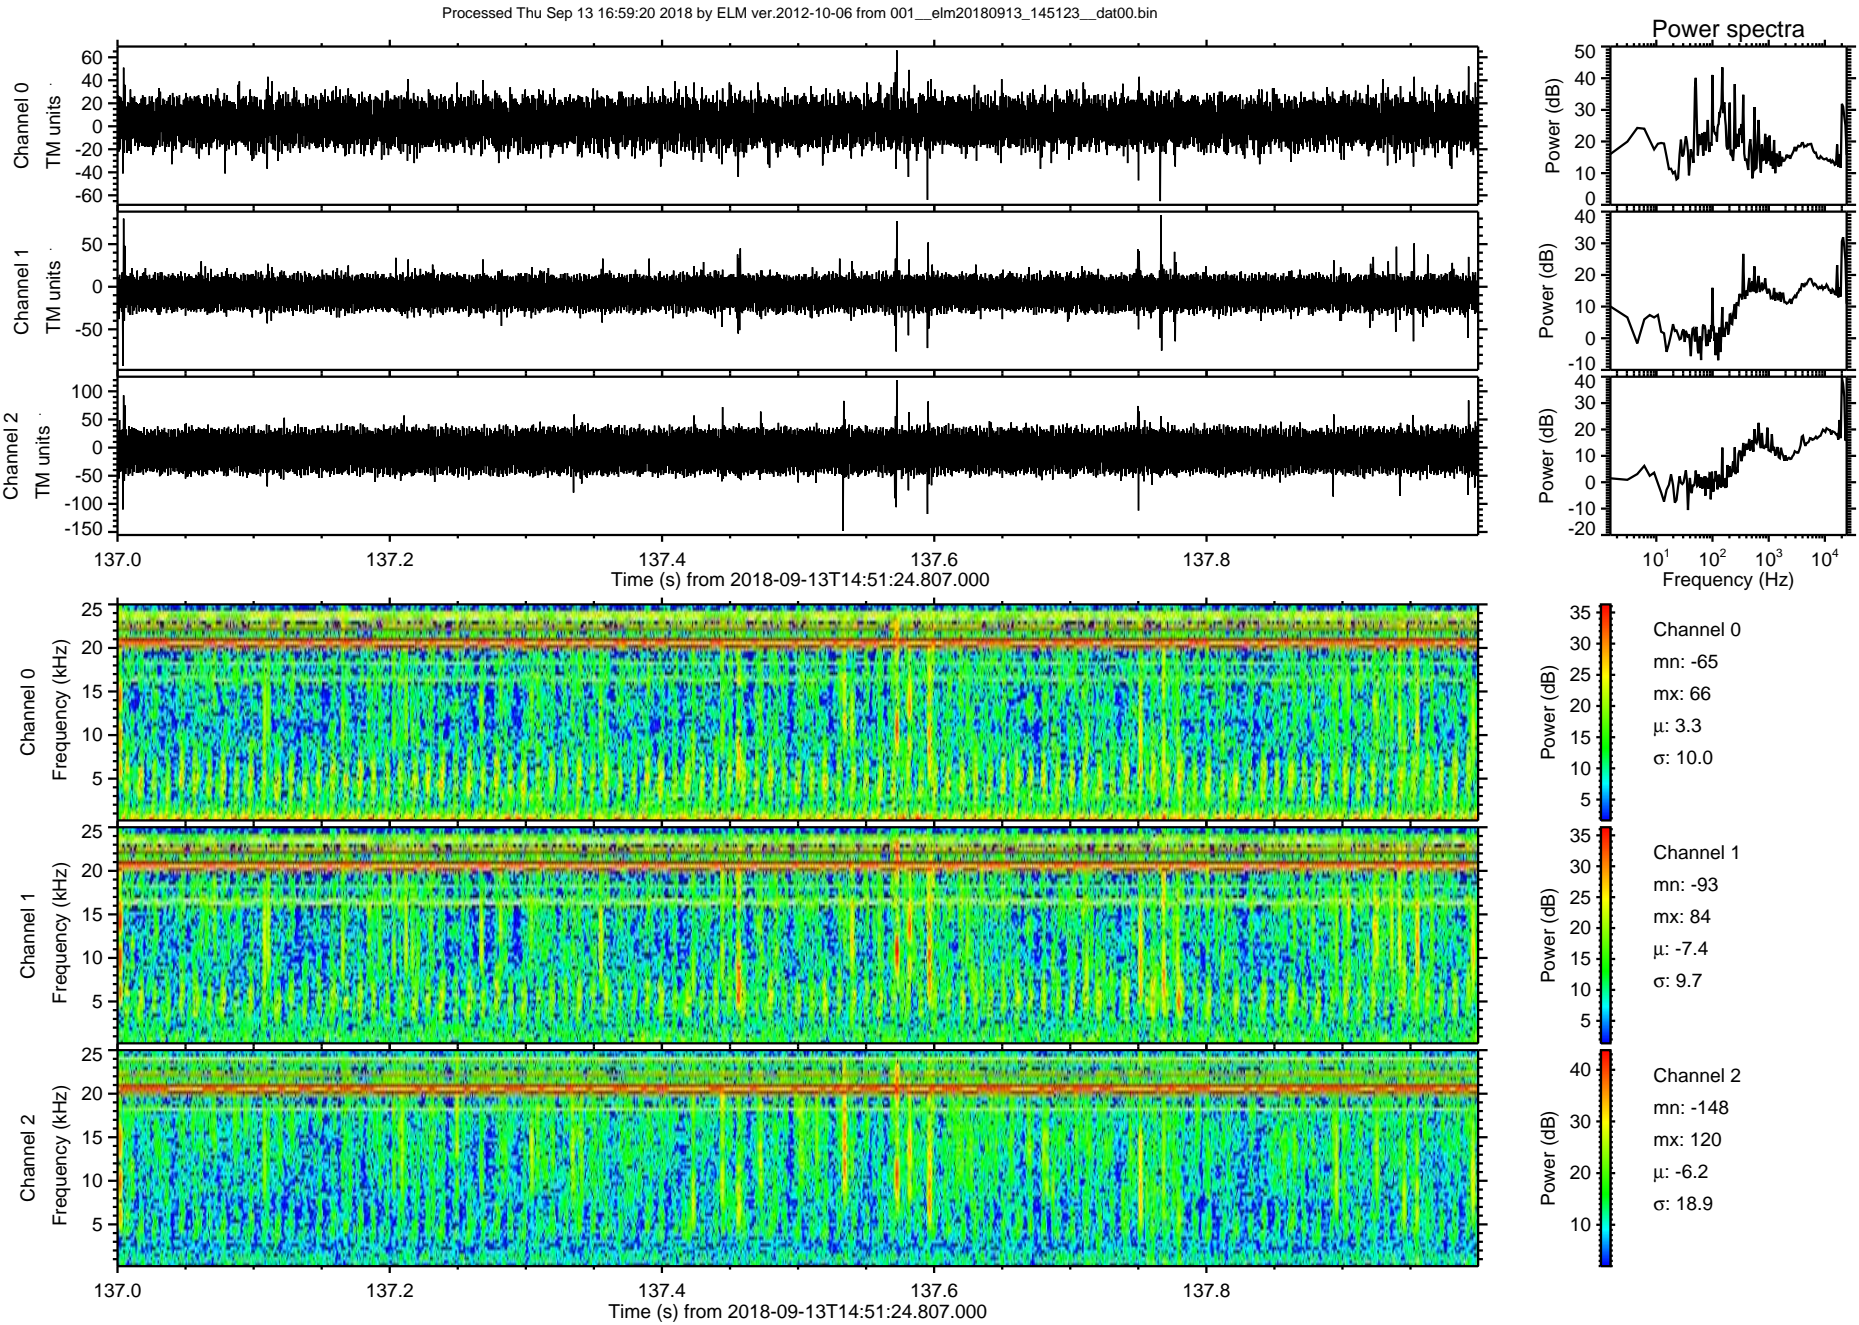 Processed Thu Sep 13 16:59:20 2018 by ELM ver.2012-10-06 from 001__elm20180913_145123__dat00.bin
Power spectra
Channel 0
TM units
60
40
20
0
-20
-40
-60
Power (dB)
50
40
30
20
10
0
Channel 1
TM units
50
0
-50
Power (dB)
40
30
20
10
0
-10
Channel 2
TM units
100
50
0
-50
-100
-150
Power (dB)
40
30
20
10
0
-10
-20
137.0 137.2 137.4 137.6 137.8
Time (s) from 2018-09-13T14:51:24.807.000
10¹ 10² 10³ 10⁴
Frequency (Hz)
Channel 0
Frequency (kHz)
25
20
15
10
5
Power (dB)
35
30
25
20
15
10
5
Channel 0
mn: -65
mx: 66
μ: 3.3
σ: 10.0
Channel 1
Frequency (kHz)
25
20
15
10
5
Power (dB)
35
30
25
20
15
10
5
Channel 1
mn: -93
mx: 84
μ: -7.4
σ: 9.7
Channel 2
Frequency (kHz)
25
20
15
10
5
Power (dB)
40
30
20
10
Channel 2
mn: -148
mx: 120
μ: -6.2
σ: 18.9
137.0 137.2 137.4 137.6 137.8
Time (s) from 2018-09-13T14:51:24.807.000